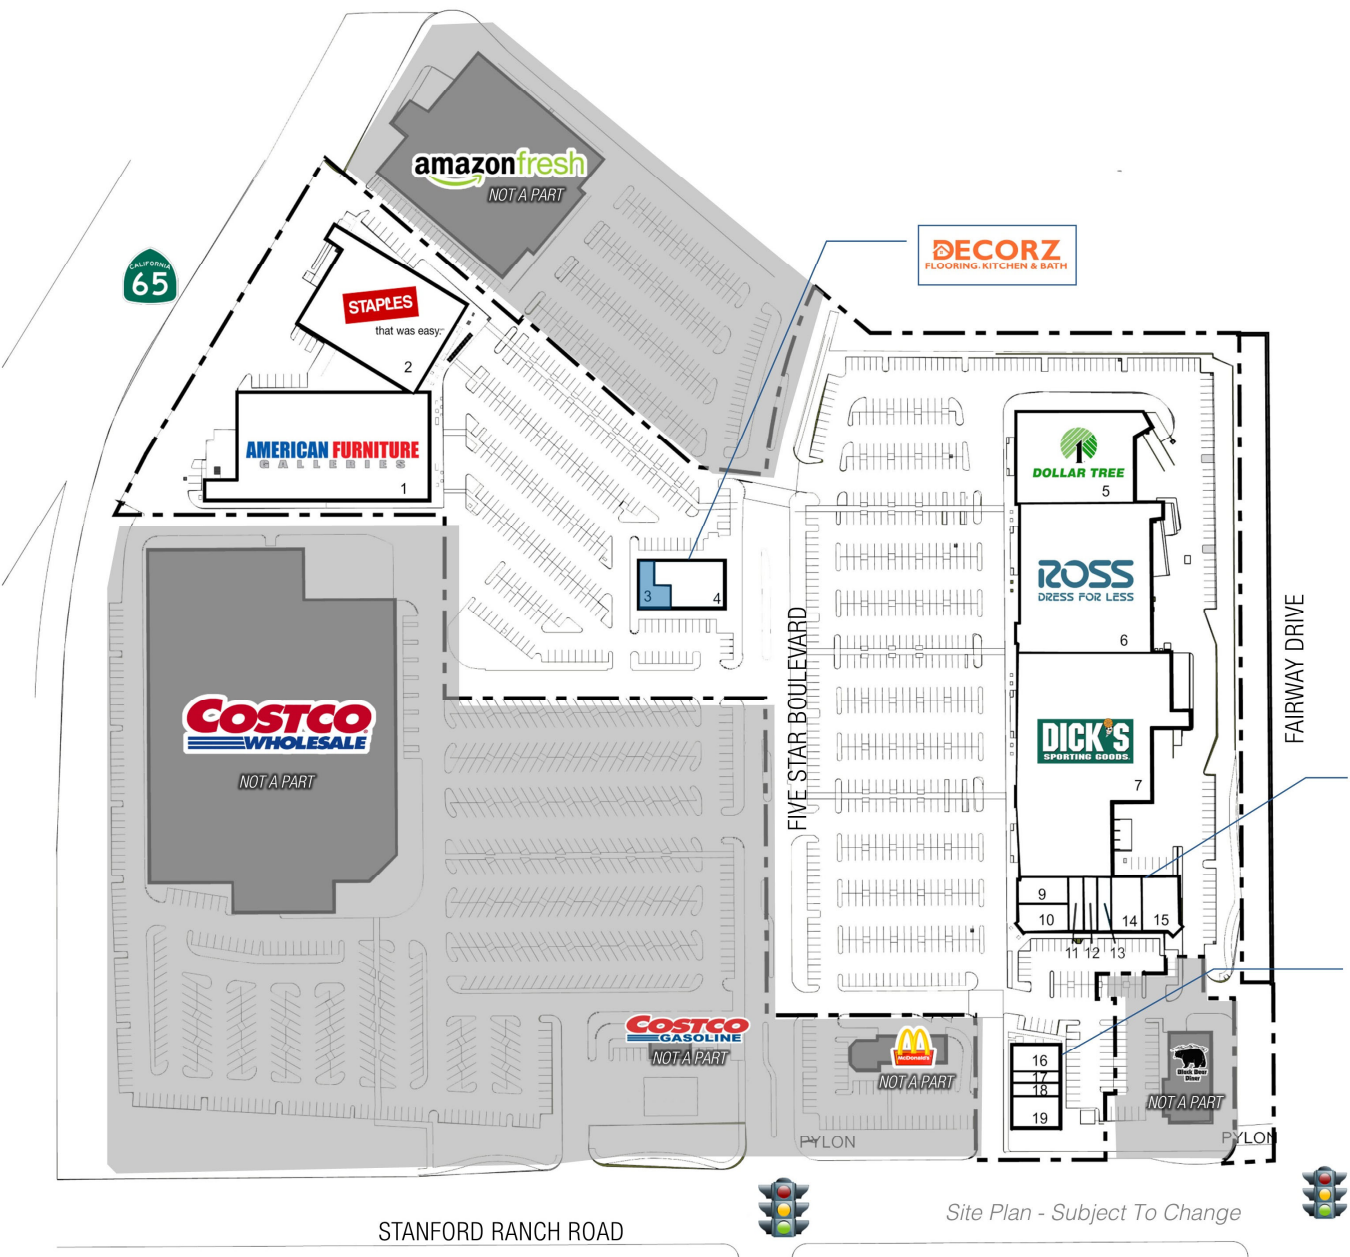 amazonfresh
NOT A PART
CALIFORNIA
65
DECORZ
FLOORING, KITCHEN & BATH
STAPLES
that was easy.
2
AMERICAN FURNITURE
GALLERIES
1
DOLLAR TREE
5
ROSS
DRESS FOR LESS
6
3
4
FIVE STAR BOULEVARD
FAIRWAY DRIVE
COSTCO
WHOLESALE
NOT A PART
DICK'S
SPORTING GOODS
7
9
10
14
15
11
12
13
COSTCO
GASOLINE
NOT A PART
McDonald's
NOT A PART
16
17
18
19
Black Bear
Diner
NOT A PART
PYLON
PYLON
Site Plan - Subject To Change
STANFORD RANCH ROAD